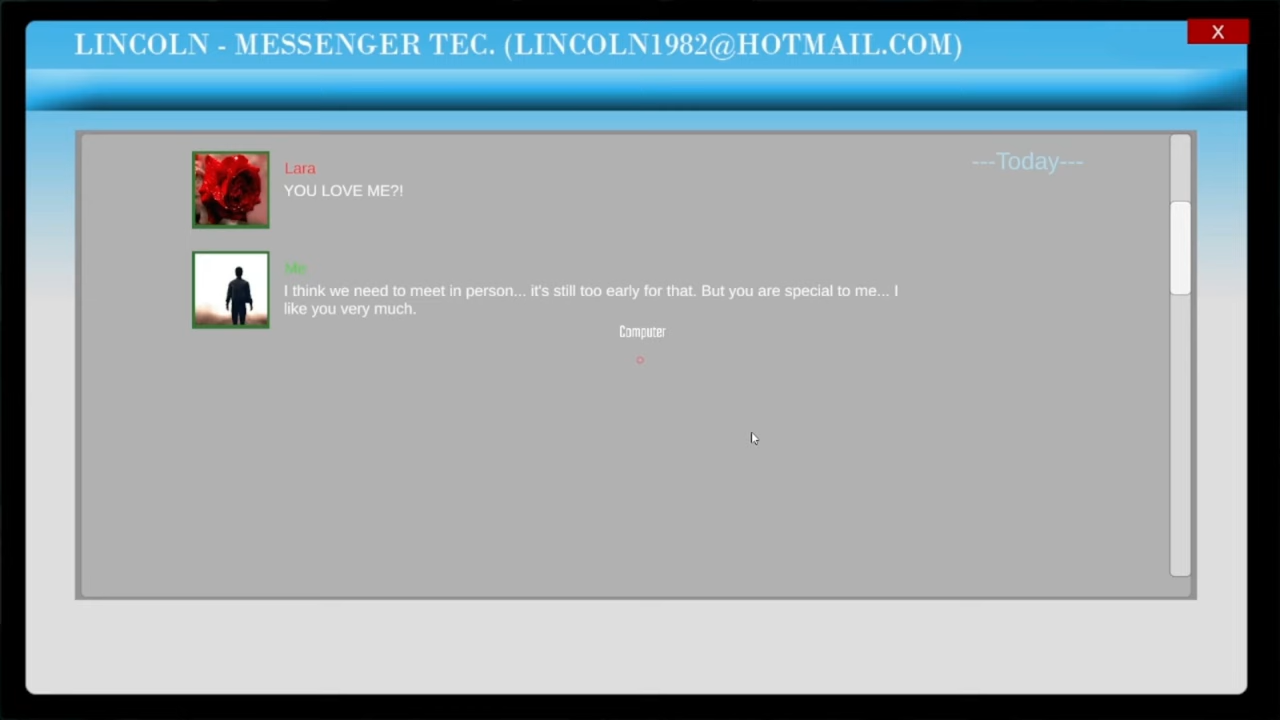 LINCOLN - MESSENGER TEC. (LINCOLN1982@HOTMAIL.COM)
X
---Today---
Lara
YOU LOVE ME?!
Me
I think we need to meet in person... it's still too early for that. But you are special to me... I
like you very much.
Computer